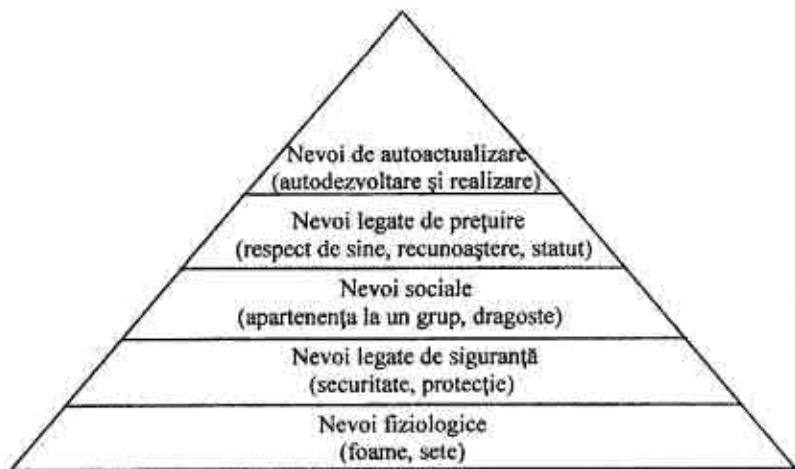 Nevoi de autoactualizare
(autodezvoltare şi realizare)
Nevoi legate de preţuire
(respect de sine, recunoaştere, statut)
Nevoi sociale
(apartenenţa la un grup, dragoste)
Nevoi legate de siguranţă
(securitate, protecţie)
Nevoi fiziologice
(foame, sete)